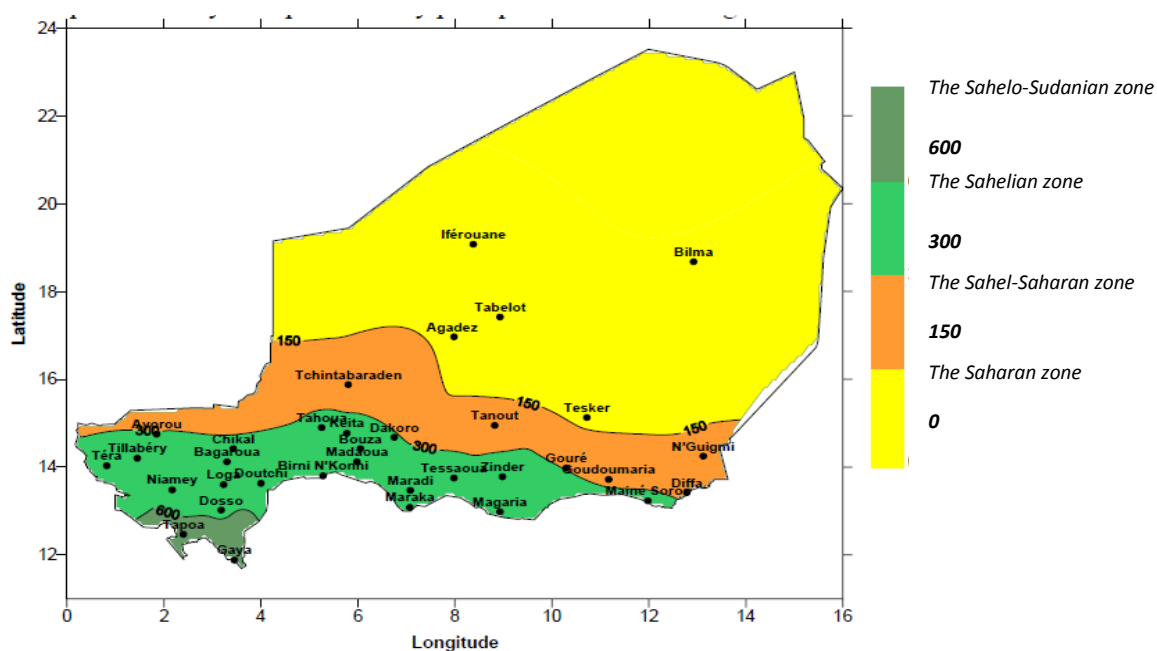 24
22
20
18
16
14
12
Latitude
0
2
4
6
8
10
12
14
16
Longitude
Iférouane
Bilma
Tabelot
Agadez
150
Tchintabaraden
150
Tesker
Tanout
150
N'Guigmi
Ayorou
300
Tahoua
Keita
Dakoro
300
Chikal
Bouza
Tillabéry
Bagaroua
Madaoua
Téra
Gouré
Goudoumaria
Birni N'Konni
Tessaoua
Zinder
Loga
Doutchi
Niamey
Maradi
Diffa
Mainé Soroa
Dosso
Maraka
Magaria
600
Tapoa
Gaya
The Sahelo-Sudanian zone
600
The Sahelian zone
300
The Sahel-Saharan zone
150
The Saharan zone
0